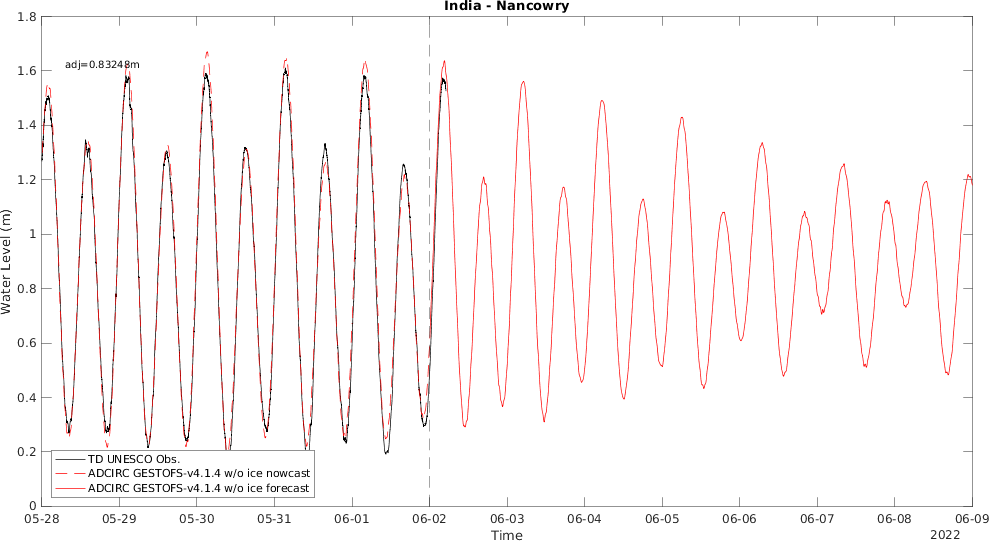 India - Nancowry
adj=0.83248m
1.8
1.6
1.4
1.2
1
0.8
0.6
0.4
0.2
0
Water Level (m)
TD UNESCO Obs.
ADCIRC GESTOFS-v4.1.4 w/o ice nowcast
ADCIRC GESTOFS-v4.1.4 w/o ice forecast
05-28 05-29 05-30 05-31 06-01 06-02 06-03 06-04 06-05 06-06 06-07 06-08 06-09
Time
2022